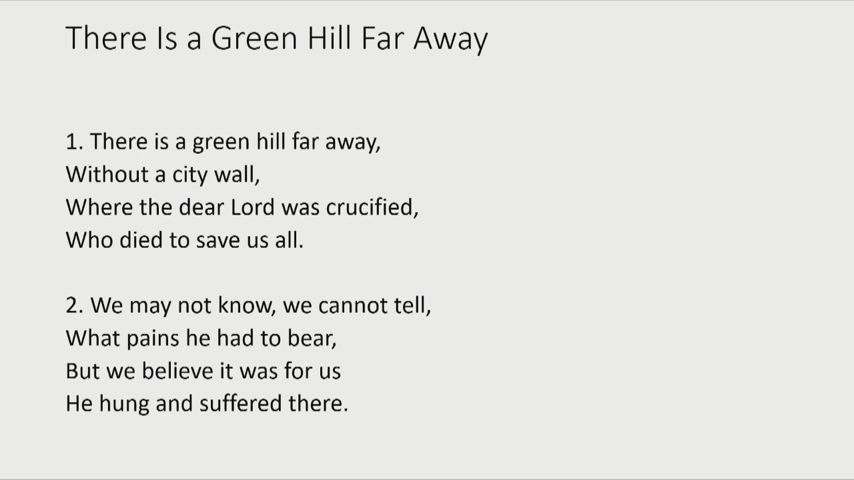 There Is a Green Hill Far Away
1. There is a green hill far away,
Without a city wall,
Where the dear Lord was crucified,
Who died to save us all.
2. We may not know, we cannot tell,
What pains he had to bear,
But we believe it was for us
He hung and suffered there.